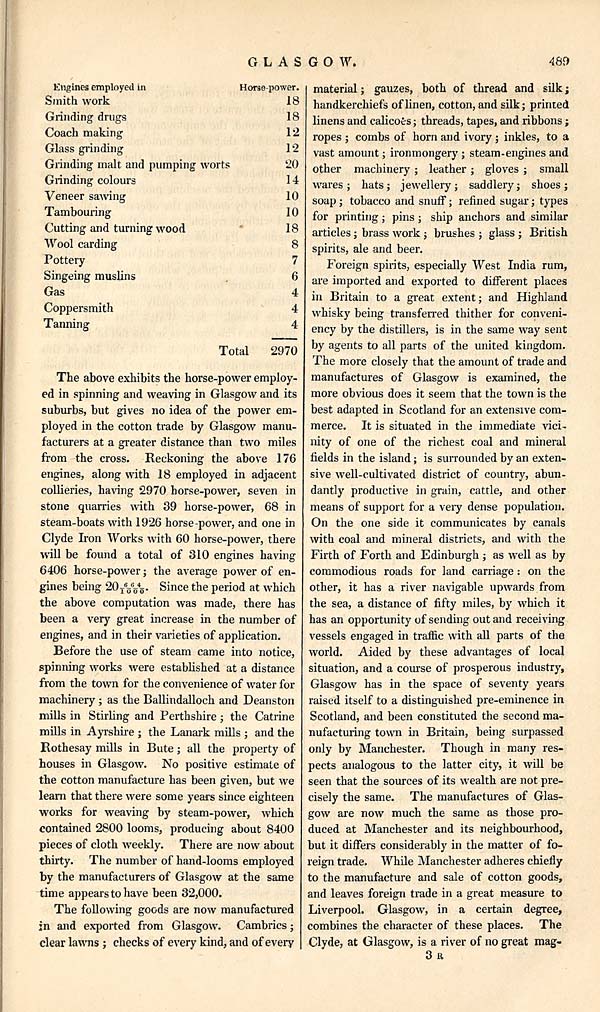 GLASGOW. 489
Engines employed in Horse-power.
Smith work 18
Grinding drugs 18
Coach making 12
Glass grinding 12
Grinding malt and pumping worts 20
Grinding colours 14
Veneer sawing 10
Tambouring 10
Cutting and turning wood 18
Wool carding 8
Pottery 7
Singeing muslins 6
Gas 4
Coppersmith 4
Tanning 4
Total 2970
The above exhibits the horse-power employ-
ed in spinning and weaving in Glasgow and its
suburbs, but gives no idea of the power em-
ployed in the cotton trade by Glasgow manu-
facturers at a greater distance than two miles
from the cross. Reckoning the above 176
engines, along with 18 employed in adjacent
collieries, having 2970 horse-power, seven in
stone quarries with 39 horse-power, 68 in
steam-boats with 1926 horse-power, and one in
Clyde Iron Works with 60 horse-power, there
will be found a total of 310 engines having
6406 horse-power; the average power of en-
gines being 20 664/1000. Since the period at which
the above computation was made, there has
been a very great increase in the number of
engines, and in their varieties of application.
Before the use of steam came into notice,
spinning works were established at a distance
from the town for the convenience of water for
machinery; as the Ballindalloch and Deanston
mills in Stirling and Perthshire; the Catrine
mills in Ayrshire; the Lanark mills; and the
Rothesay mills in Bute; all the property of
houses in Glasgow. No positive estimate of
the cotton manufacture has been given, but we
learn that there were some years since eighteen
works for weaving by steam-power, which
contained 2800 looms, producing about 8400
pieces of cloth weekly. There are now about
thirty. The number of hand-looms employed
by the manufacturers of Glasgow at the same
time appears to have been 32,000.
The following goods are now manufactured
in and exported from Glasgow. Cambrics;
clear lawns; checks of every kind, and of every
material; gauzes, both of thread and silk;
handkerchiefs of linen, cotton, and silk; printed
linens and calicoes; threads, tapes, and ribbons;
ropes; combs of horn and ivory; inkles, to a
vast amount; ironmongery; steam-engines and
other machinery; leather; gloves; small
wares; hats; jewellery; saddlery; shoes;
soap; tobacco and snuff; refined sugar; types
for printing; pins; ship anchors and similar
articles; brass work; brushes; glass; British
spirits, ale and beer.
Foreign spirits, especially West India rum,
are imported and exported to different places
in Britain to a great extent; and Highland
whisky being transferred thither for conveni-
ency by the distillers, is in the same way sent
by agents to all parts of the united kingdom.
The more closely that the amount of trade and
manufactures of Glasgow is examined, the
more obvious does it seem that the town is the
best adapted in Scotland for an extensive com-
merce. It is situated in the immediate vici-
nity of one of the richest coal and mineral
fields in the island; is surrounded by an exten-
sive well-cultivated district of country, abun-
dantly productive in grain, cattle, and other
means of support for a very dense population.
On the one side it communicates by canals
with coal and mineral districts, and with the
Firth of Forth and Edinburgh; as well as by
commodious roads for land carriage: on the
other, it has a river navigable upwards from
the sea, a distance of fifty miles, by which it
has an opportunity of sending out and receiving
vessels engaged in traffic with all parts of the
world. Aided by these advantages of local
situation, and a course of prosperous industry,
Glasgow has in the space of seventy years
raised itself to a distinguished pre-eminence in
Scotland, and been constituted the second ma-
nufacturing town in Britain, being surpassed
only by Manchester. Though in many res-
pects analogous to the latter city, it will be
seen that the sources of its wealth are not pre-
cisely the same. The manufactures of Glas-
gow are now much the same as those pro-
duced at Manchester and its neighbourhood,
but it differs considerably in the matter of fo-
reign trade. While Manchester adheres chiefly
to the manufacture and sale of cotton goods,
and leaves foreign trade in a great measure to
Liverpool. Glasgow, in a certain degree,
combines the character of these places. The
Clyde, at Glasgow, is a river of no great mag-
3 R